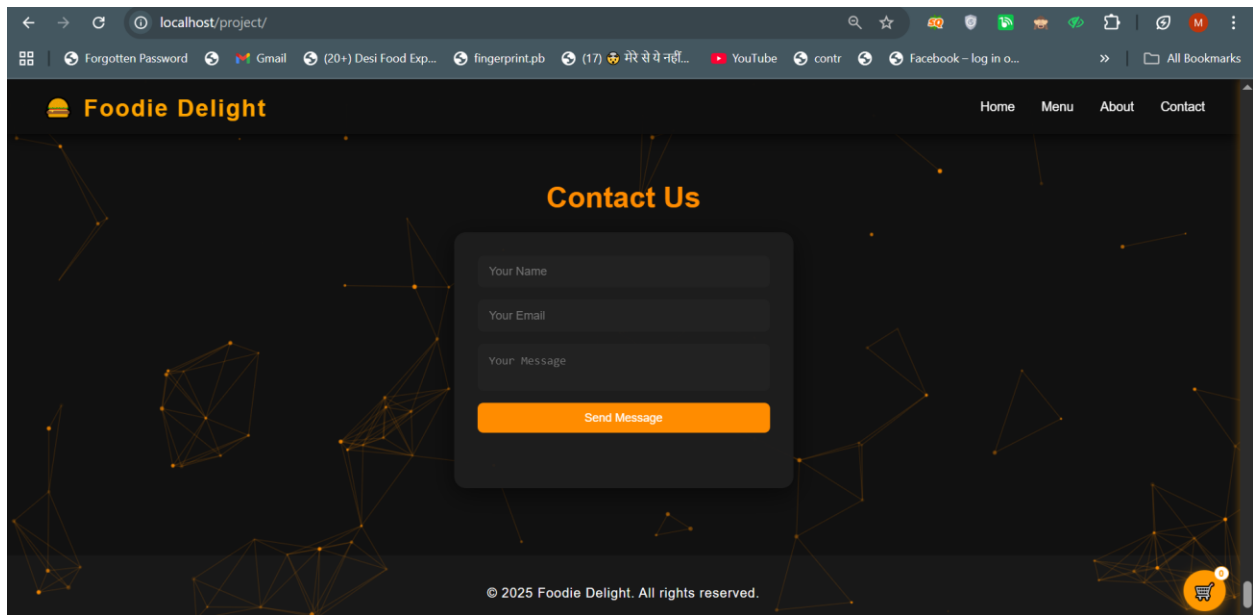 localhost/project/
Forgotten Password Gmail (20+) Desi Food Exp... fingerprint.pb (17) 🤯 मेरे से ये नहीं... YouTube contr Facebook – log in o... » All Bookmarks
Foodie Delight Home Menu About Contact
Contact Us
Your Name
Your Email
Your Message
Send Message
© 2025 Foodie Delight. All rights reserved.
0